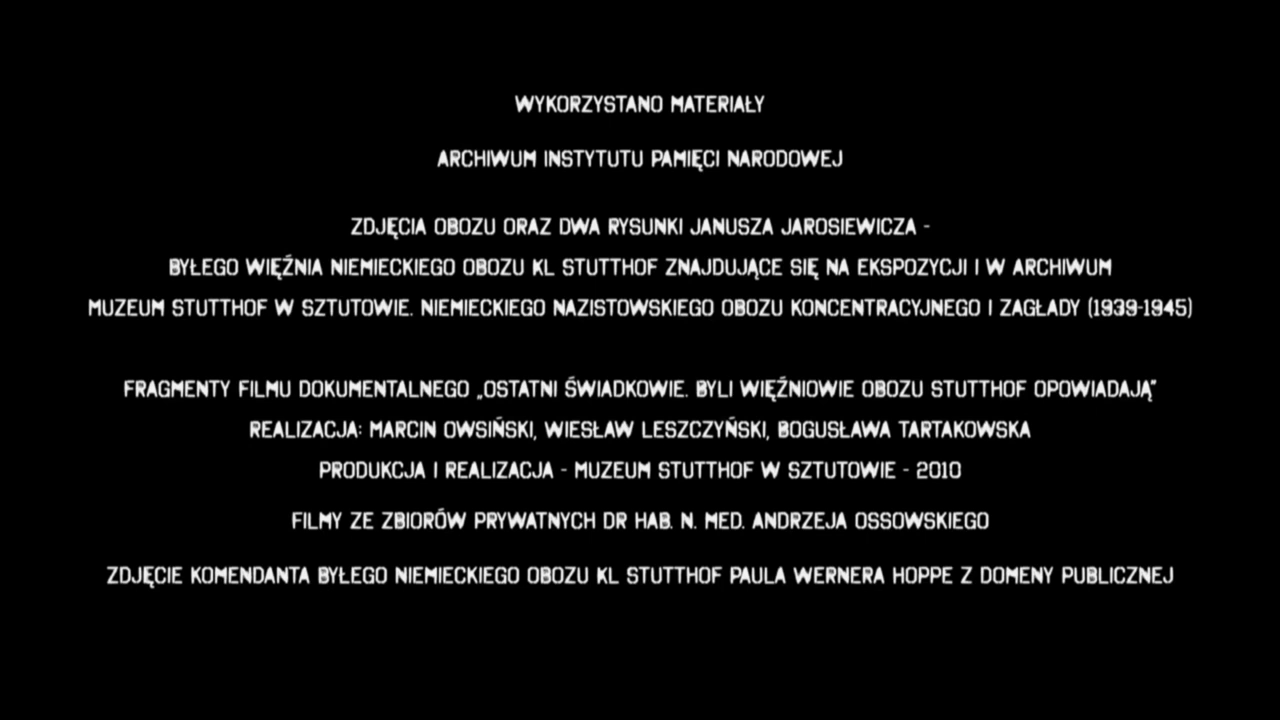 WYKORZYSTANO MATERIAŁY
ARCHIWUM INSTYTUTU PAMIĘCI NARODOWEJ
ZDJĘCIA OBOZU ORAZ DWA RYSUNKI JANUSZA JAROSIEWICZA -
BYŁEGO WIĘŹNIA NIEMIECKIEGO OBOZU KL STUTTHOF ZNAJDUJĄCE SIĘ NA EKSPOZYCJI I W ARCHIWUM
MUZEUM STUTTHOF W SZTUTOWIE. NIEMIECKIEGO NAZISTOWSKIEGO OBOZU KONCENTRACYJNEGO I ZAGŁADY (1939-1945)
FRAGMENTY FILMU DOKUMENTALNEGO „OSTATNI ŚWIADKOWIE. BYLI WIĘŹNIOWIE OBOZU STUTTHOF OPOWIADAJĄ”
REALIZACJA: MARCIN OWSIŃSKI, WIESŁAW LESZCZYŃSKI, BOGUSŁAWA TARTAKOWSKA
PRODUKCJA I REALIZACJA - MUZEUM STUTTHOF W SZTUTOWIE - 2010
FILMY ZE ZBIORÓW PRYWATNYCH DR HAB. N. MED. ANDRZEJA OSSOWSKIEGO
ZDJĘCIE KOMENDANTA BYŁEGO NIEMIECKIEGO OBOZU KL STUTTHOF PAULA WERNERA HOPPE Z DOMENY PUBLICZNEJ